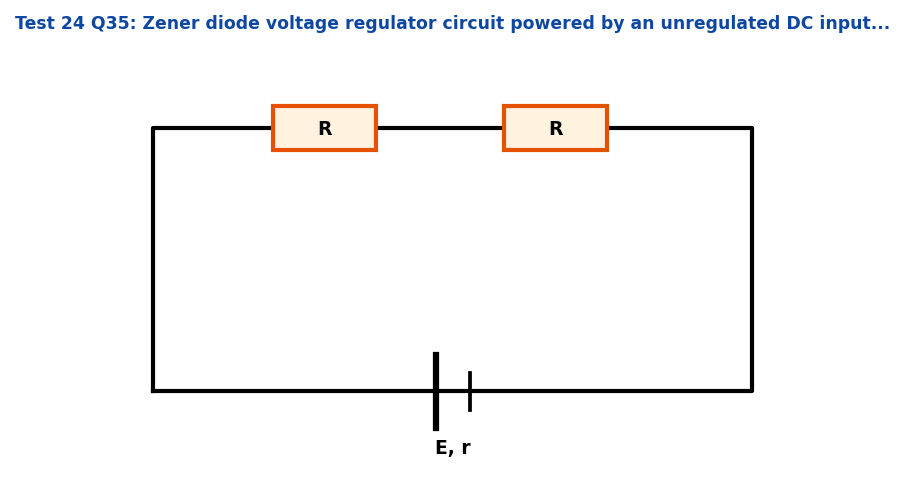 Test 24 Q35: Zener diode voltage regulator circuit powered by an unregulated DC input...
R R
E, r